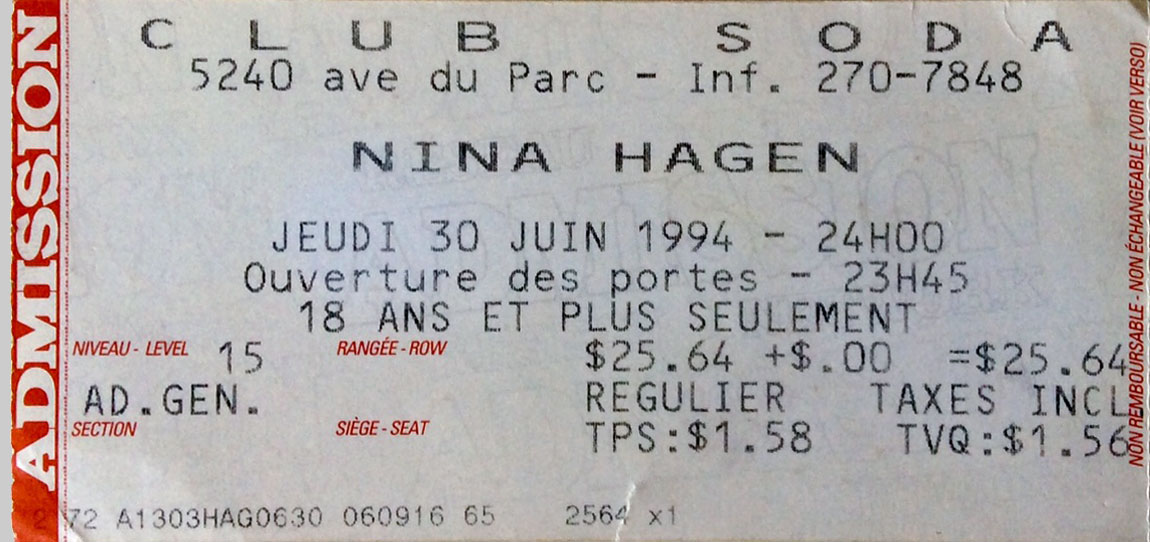 ADMISSION
CLUB SODA
5240 ave du Parc - Inf. 270-7848
NINA HAGEN
JEUDI 30 JUIN 1994 - 24H00
Ouverture des portes - 23H45
18 ANS ET PLUS SEULEMENT
NIVEAU - LEVEL 15 RANGÉE - ROW $25.64 +$.00 =$25.64
AD.GEN. REGULIER TAXES INCL
SECTION SIÈGE - SEAT TPS:$1.58 TVQ:$1.56
272 A1303HAG0630 060916 65 2564 x1
NON REMBOURSABLE - NON ÉCHANGEABLE (VOIR VERSO)